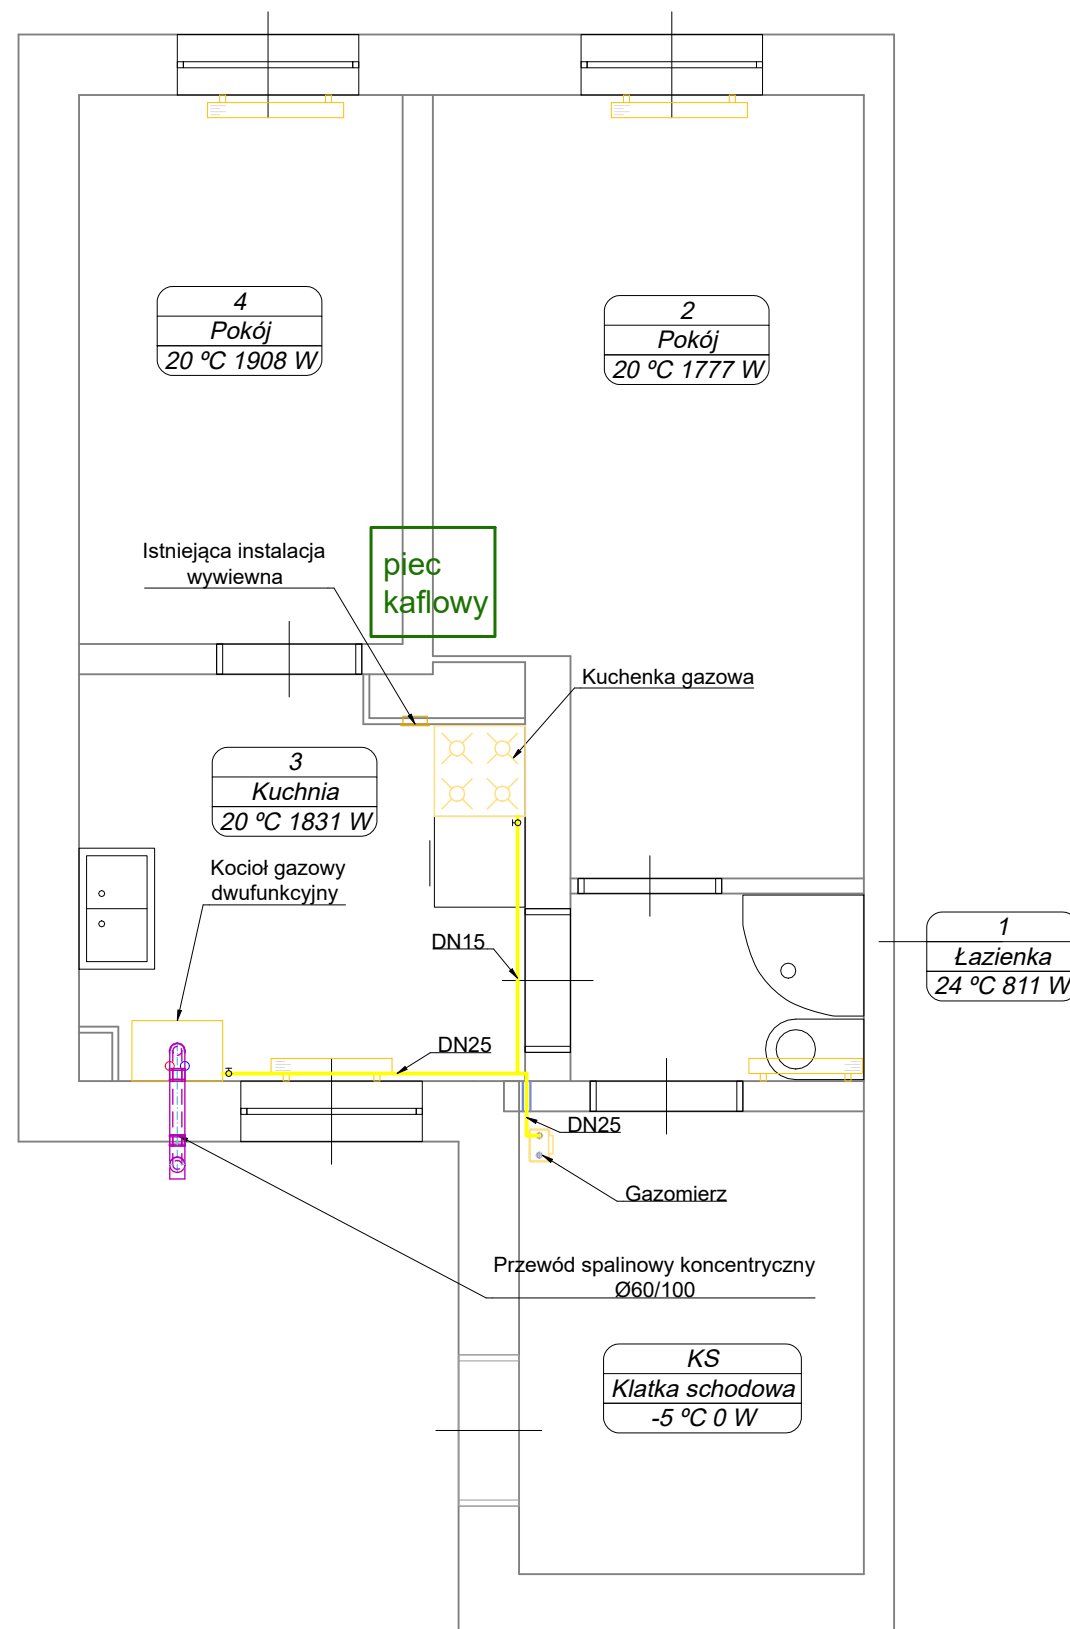 4
Pokój
20 ºC 1908 W
2
Pokój
20 ºC 1777 W
Istniejąca instalacja
wywiewna
piec
kaflowy
Kuchenka gazowa
3
Kuchnia
20 ºC 1831 W
Kocioł gazowy
dwufunkcyjny
DN15
1
Łazienka
24 ºC 811 W
DN25
DN25
Gazomierz
Przewód spalinowy koncentryczny
Ø60/100
KS
Klatka schodowa
-5 ºC 0 W